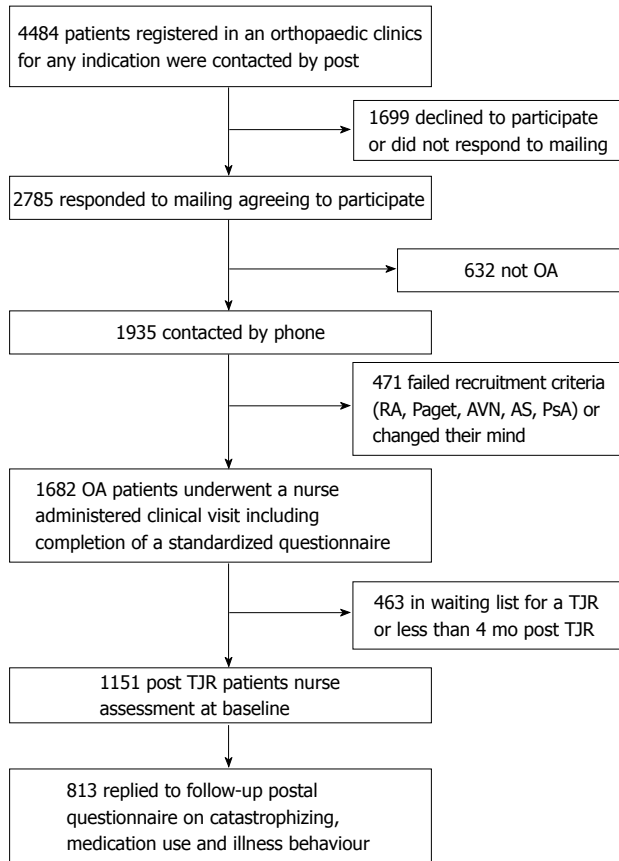 4484 patients registered in an orthopaedic clinics
for any indication were contacted by post
1699 declined to participate
or did not respond to mailing
2785 responded to mailing agreeing to participate
632 not OA
1935 contacted by phone
471 failed recruitment criteria
(RA, Paget, AVN, AS, PsA) or
changed their mind
1682 OA patients underwent a nurse
administered clinical visit including
completion of a standardized questionnaire
463 in waiting list for a TJR
or less than 4 mo post TJR
1151 post TJR patients nurse
assessment at baseline
813 replied to follow-up postal
questionnaire on catastrophizing,
medication use and illness behaviour